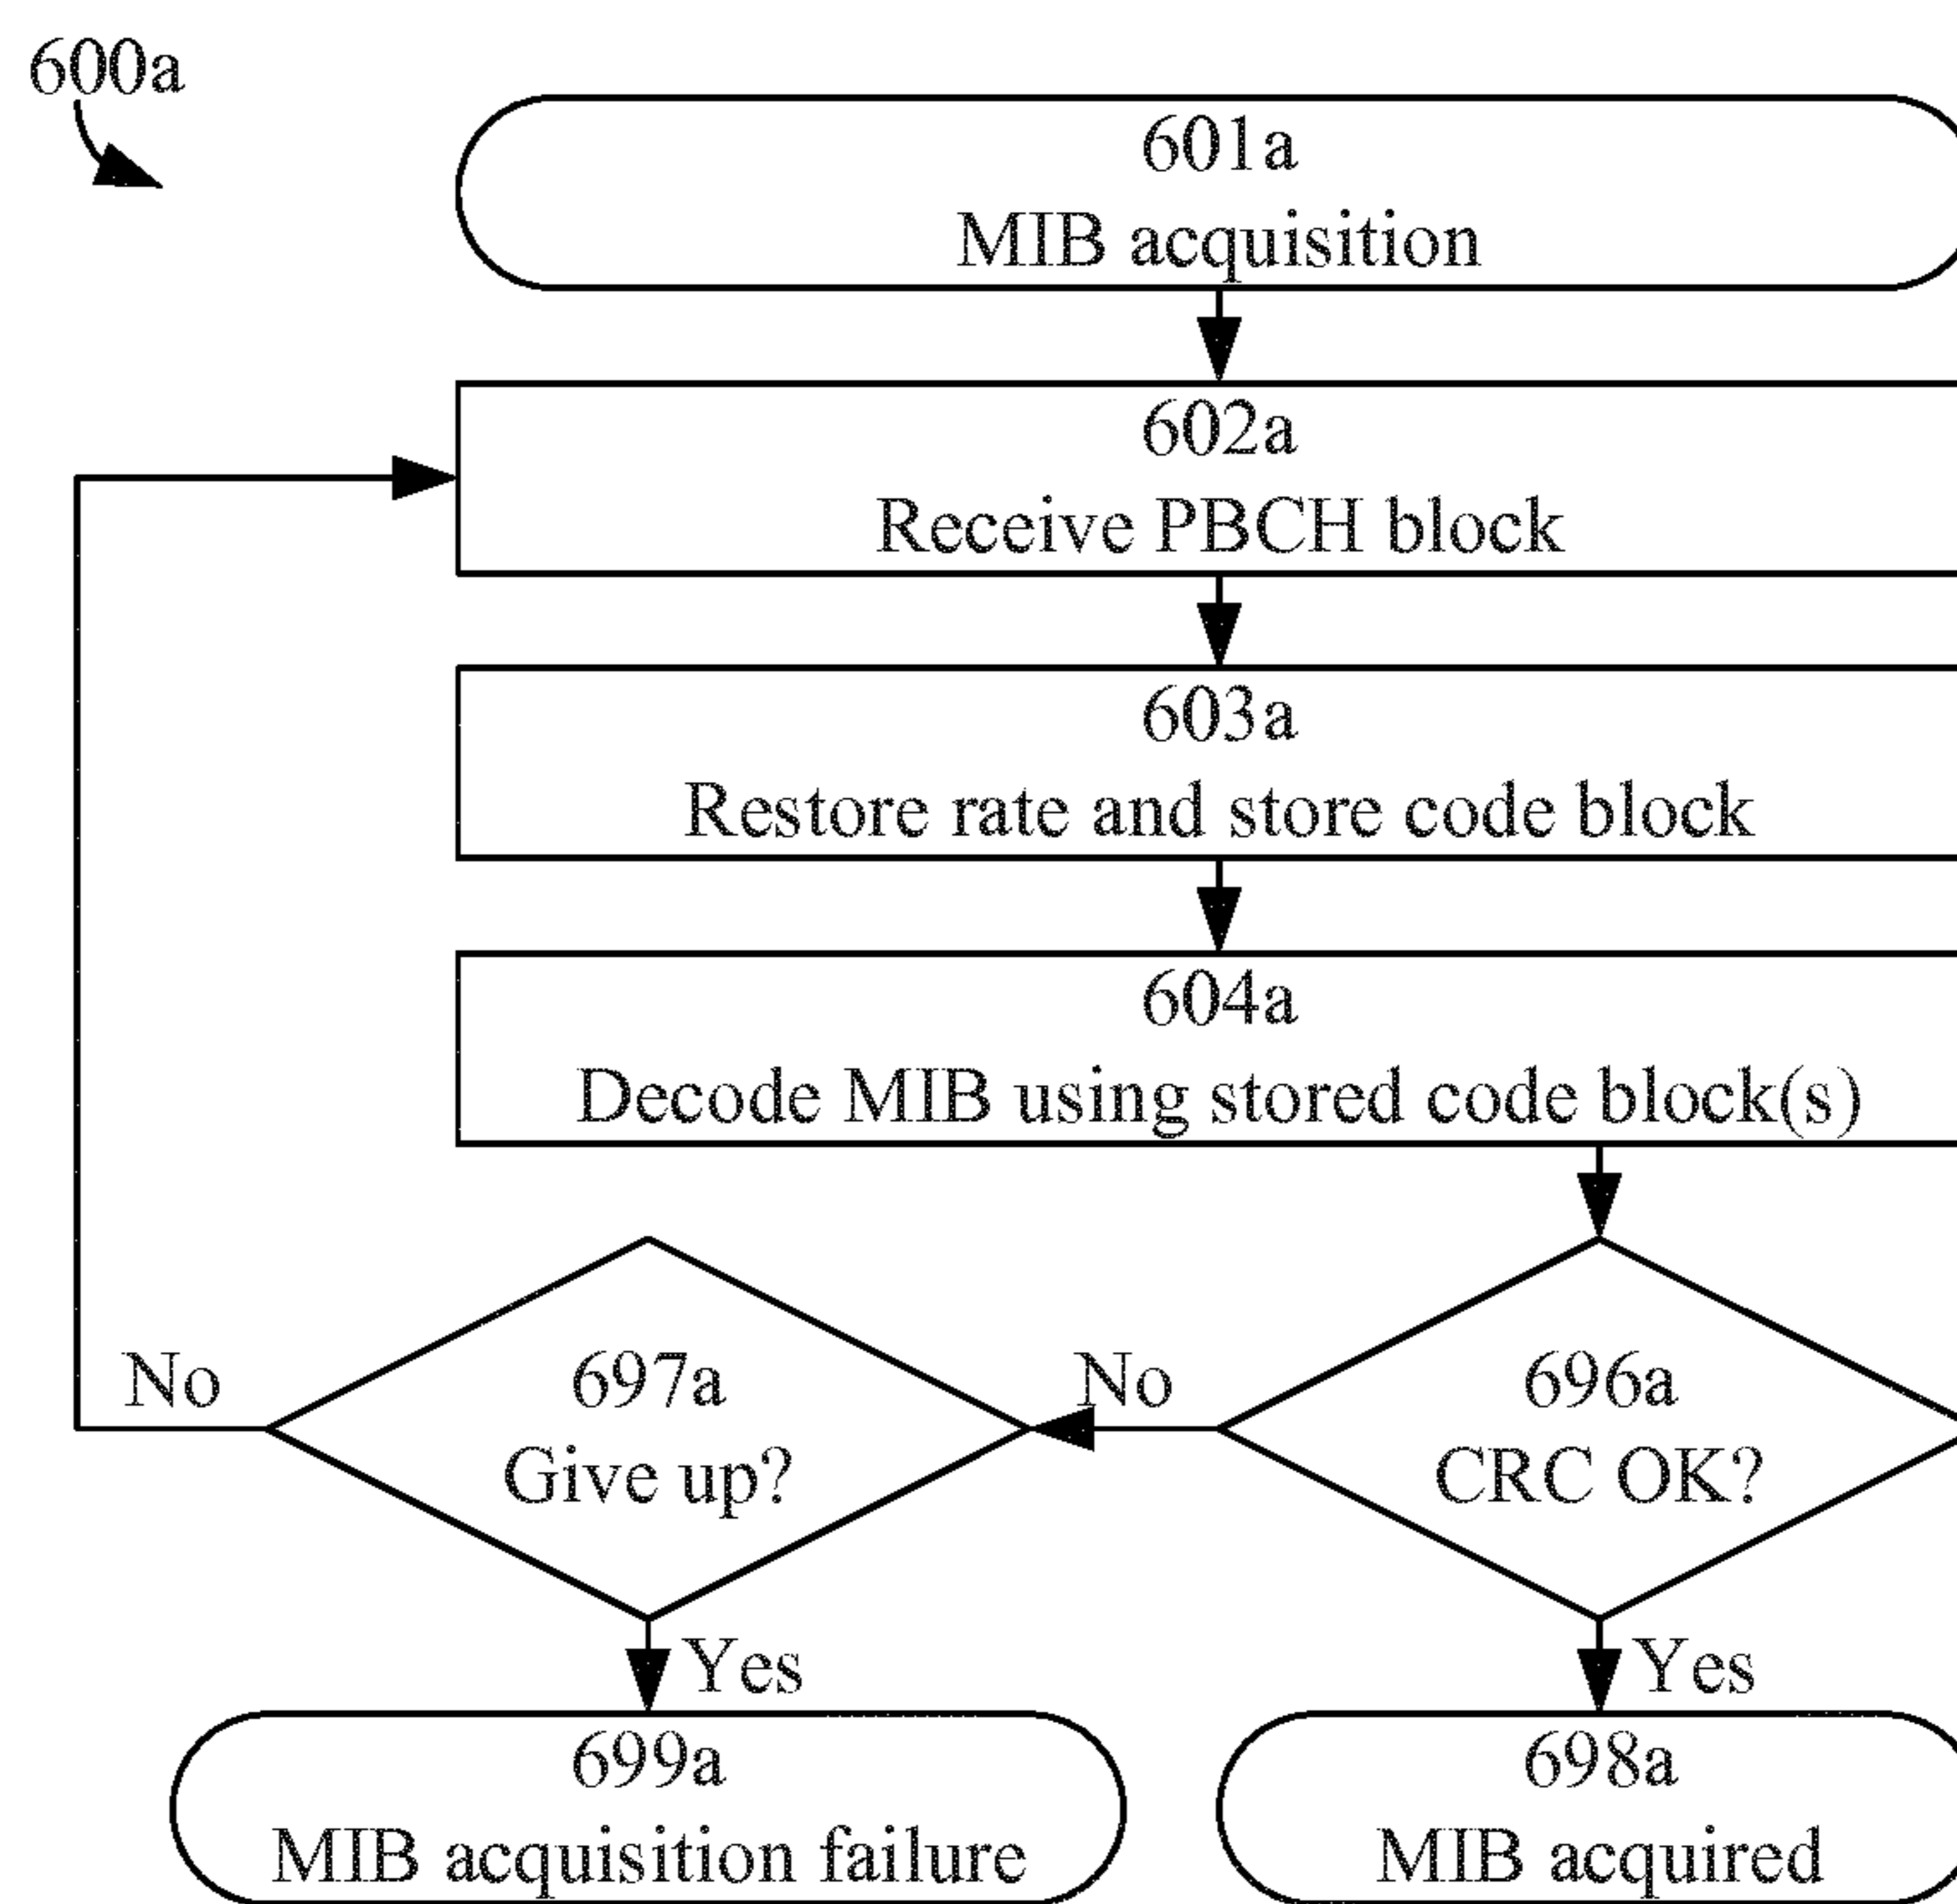 600a
601a
MIB acquisition
602a
Receive PBCH block
603a
Restore rate and store code block
604a
Decode MIB using stored code block(s)
No
697a
Give up?
No
696a
CRC OK?
Yes
Yes
699a
MIB acquisition failure
698a
MIB acquired